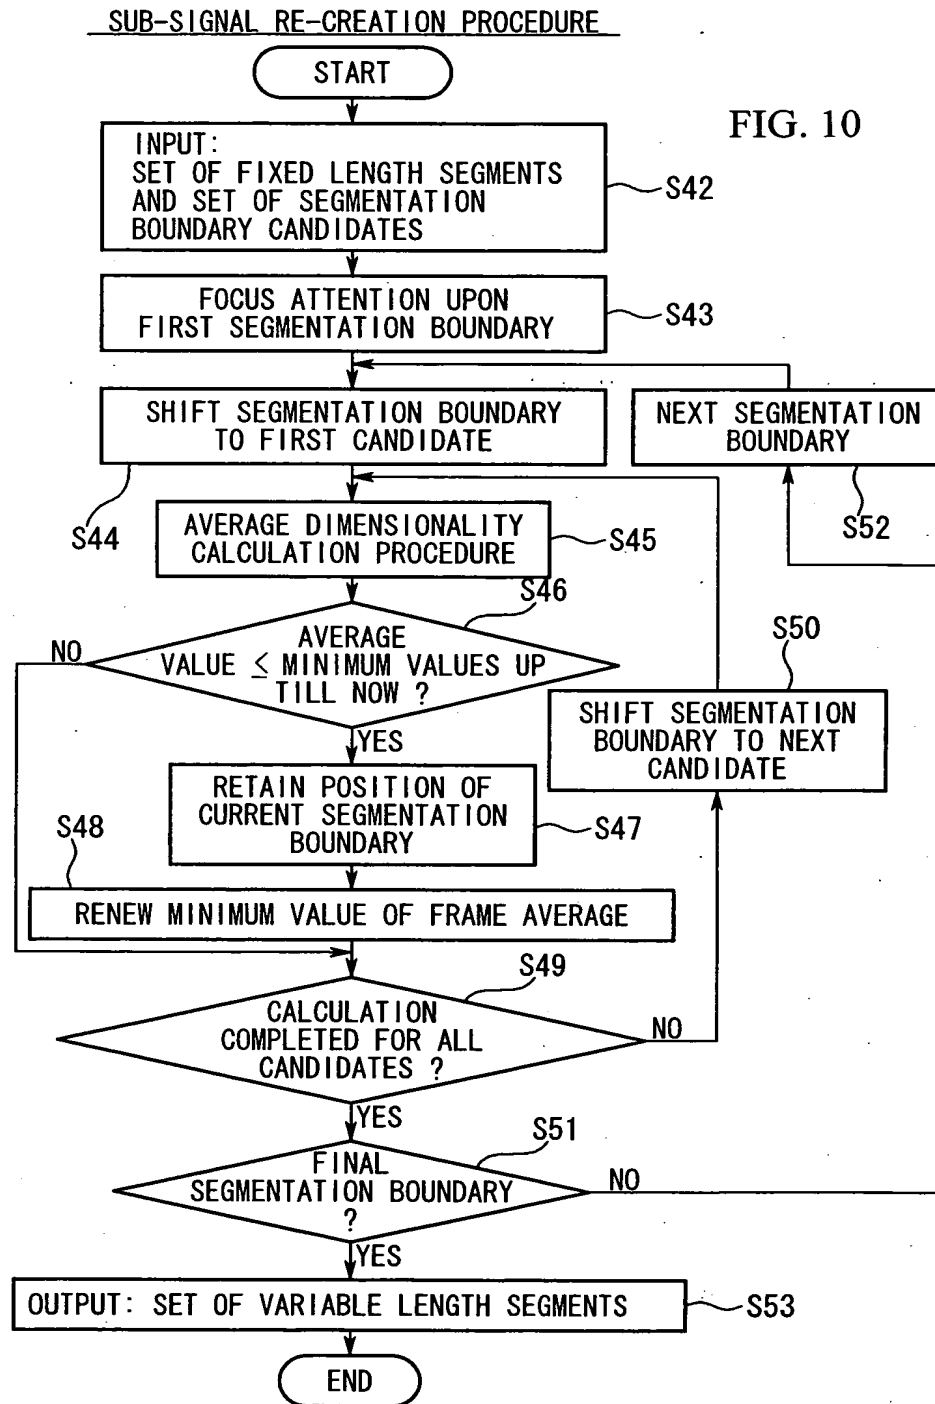 SUB-SIGNAL RE-CREATION PROCEDURE
START
FIG. 10
INPUT:
SET OF FIXED LENGTH SEGMENTS
AND SET OF SEGMENTATION
BOUNDARY CANDIDATES
S42
FOCUS ATTENTION UPON
FIRST SEGMENTATION BOUNDARY
S43
SHIFT SEGMENTATION BOUNDARY
TO FIRST CANDIDATE
S44
NEXT SEGMENTATION
BOUNDARY
S52
AVERAGE DIMENSIONALITY
CALCULATION PROCEDURE
S45
S46
AVERAGE
VALUE ≤ MINIMUM VALUES UP
TILL NOW ?
NO
YES
S50
SHIFT SEGMENTATION
BOUNDARY TO NEXT
CANDIDATE
RETAIN POSITION OF
CURRENT SEGMENTATION
BOUNDARY
S47
S48
RENEW MINIMUM VALUE OF FRAME AVERAGE
S49
CALCULATION
COMPLETED FOR ALL
CANDIDATES ?
NO
YES
S51
FINAL
SEGMENTATION BOUNDARY
?
NO
YES
OUTPUT: SET OF VARIABLE LENGTH SEGMENTS
S53
END